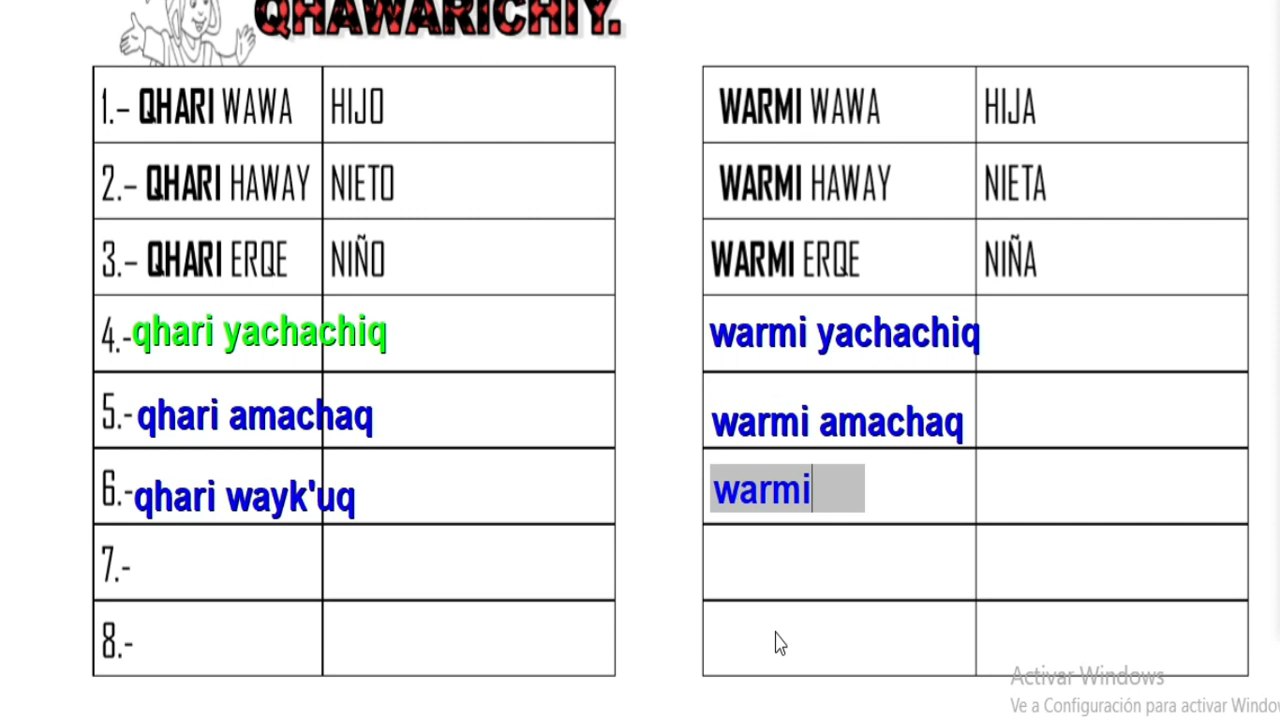 QHAWARICHIY.
1.- QHARI WAWA HIJO WARMI WAWA HIJA
2.- QHARI HAWAY NIETO WARMI HAWAY NIETA
3.- QHARI ERQE NIÑO WARMI ERQE NIÑA
4.- qhari yachachiq warmi yachachiq
5.- qhari amachaq warmi amachaq
6.- qhari wayk'uq warmi
7.-
8.-
Activar Windows
Ve a Configuración para activar Window